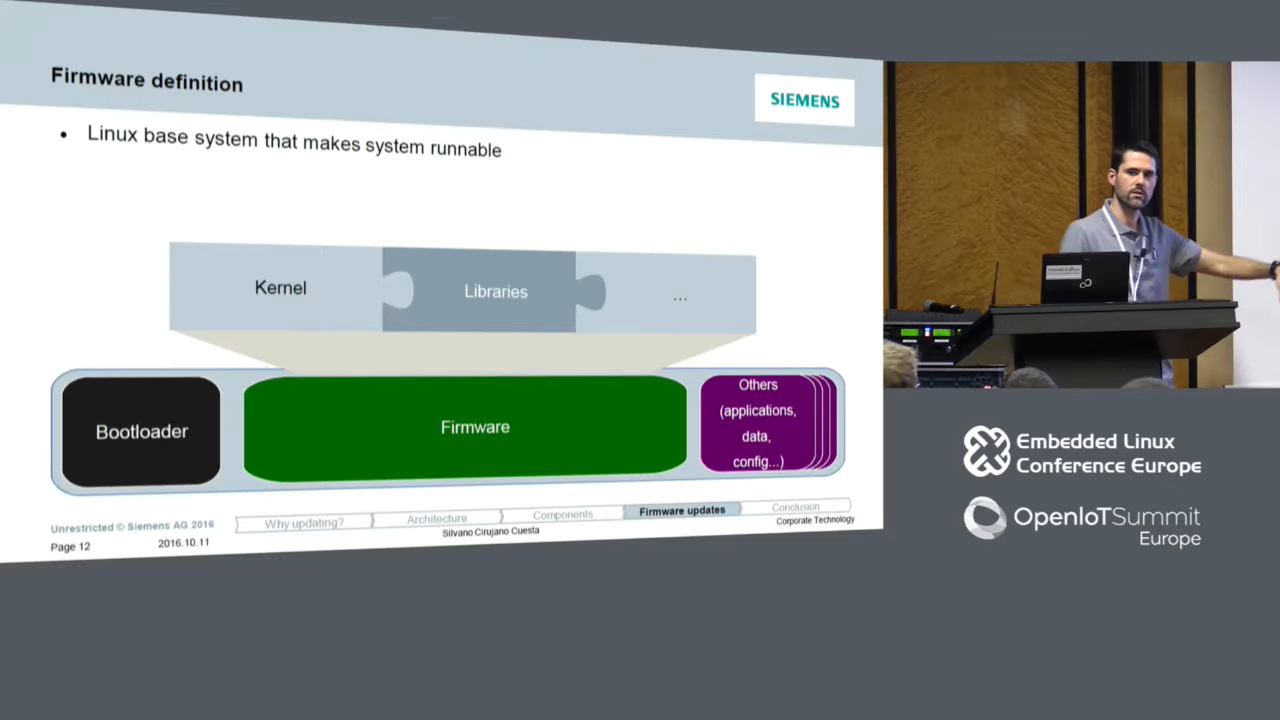 Firmware definition
SIEMENS
• Linux base system that makes system runnable
Kernel
Libraries
...
Bootloader
Firmware
Others
(applications,
data,
config...)
Unrestricted © Siemens AG 2016
Page 12
2016.10.11
Why updating?
Architecture
Components
Firmware updates
Conclusion
Silvano Cirujano Cuesta
Corporate Technology
Embedded Linux
Conference Europe
OpenIoTSummit
Europe